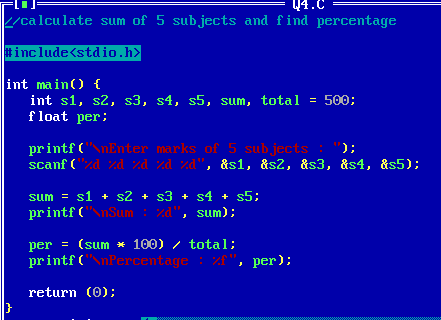 Q4.C
//calculate sum of 5 subjects and find percentage
#include<stdio.h>
int main() {
int s1, s2, s3, s4, s5, sum, total = 500;
float per;
printf("\nEnter marks of 5 subjects : ");
scanf("%d %d %d %d %d", &s1, &s2, &s3, &s4, &s5);
sum = s1 + s2 + s3 + s4 + s5;
printf("\nSum : %d", sum);
per = (sum * 100) / total;
printf("\nPercentage : %f", per);
return (0);
}